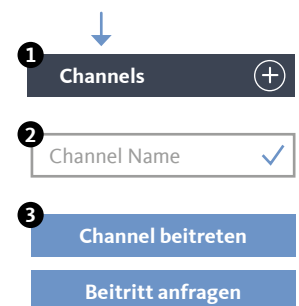 1
Channels
2
Channel Name
3
Channel beitreten
Beitritt anfragen